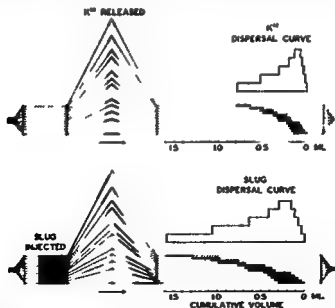 K⁴² RELEASED
K⁴²
DISPERSAL CURVE
1.5 1.0 0.5 0 ML.
SLUG
DISPERSAL CURVE
SLUG
INJECTED
1.5 1.0 0.5 0 ML.
CUMULATIVE VOLUME